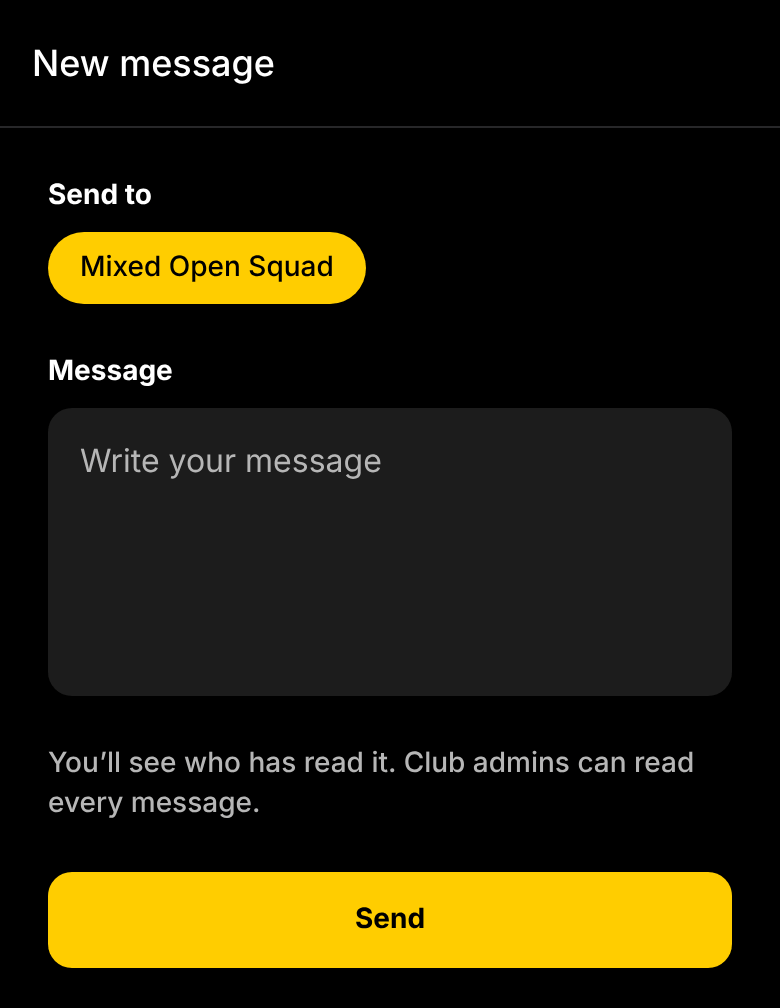 New message
Send to
Mixed Open Squad
Message
Write your message
You’ll see who has read it. Club admins can read
every message.
Send